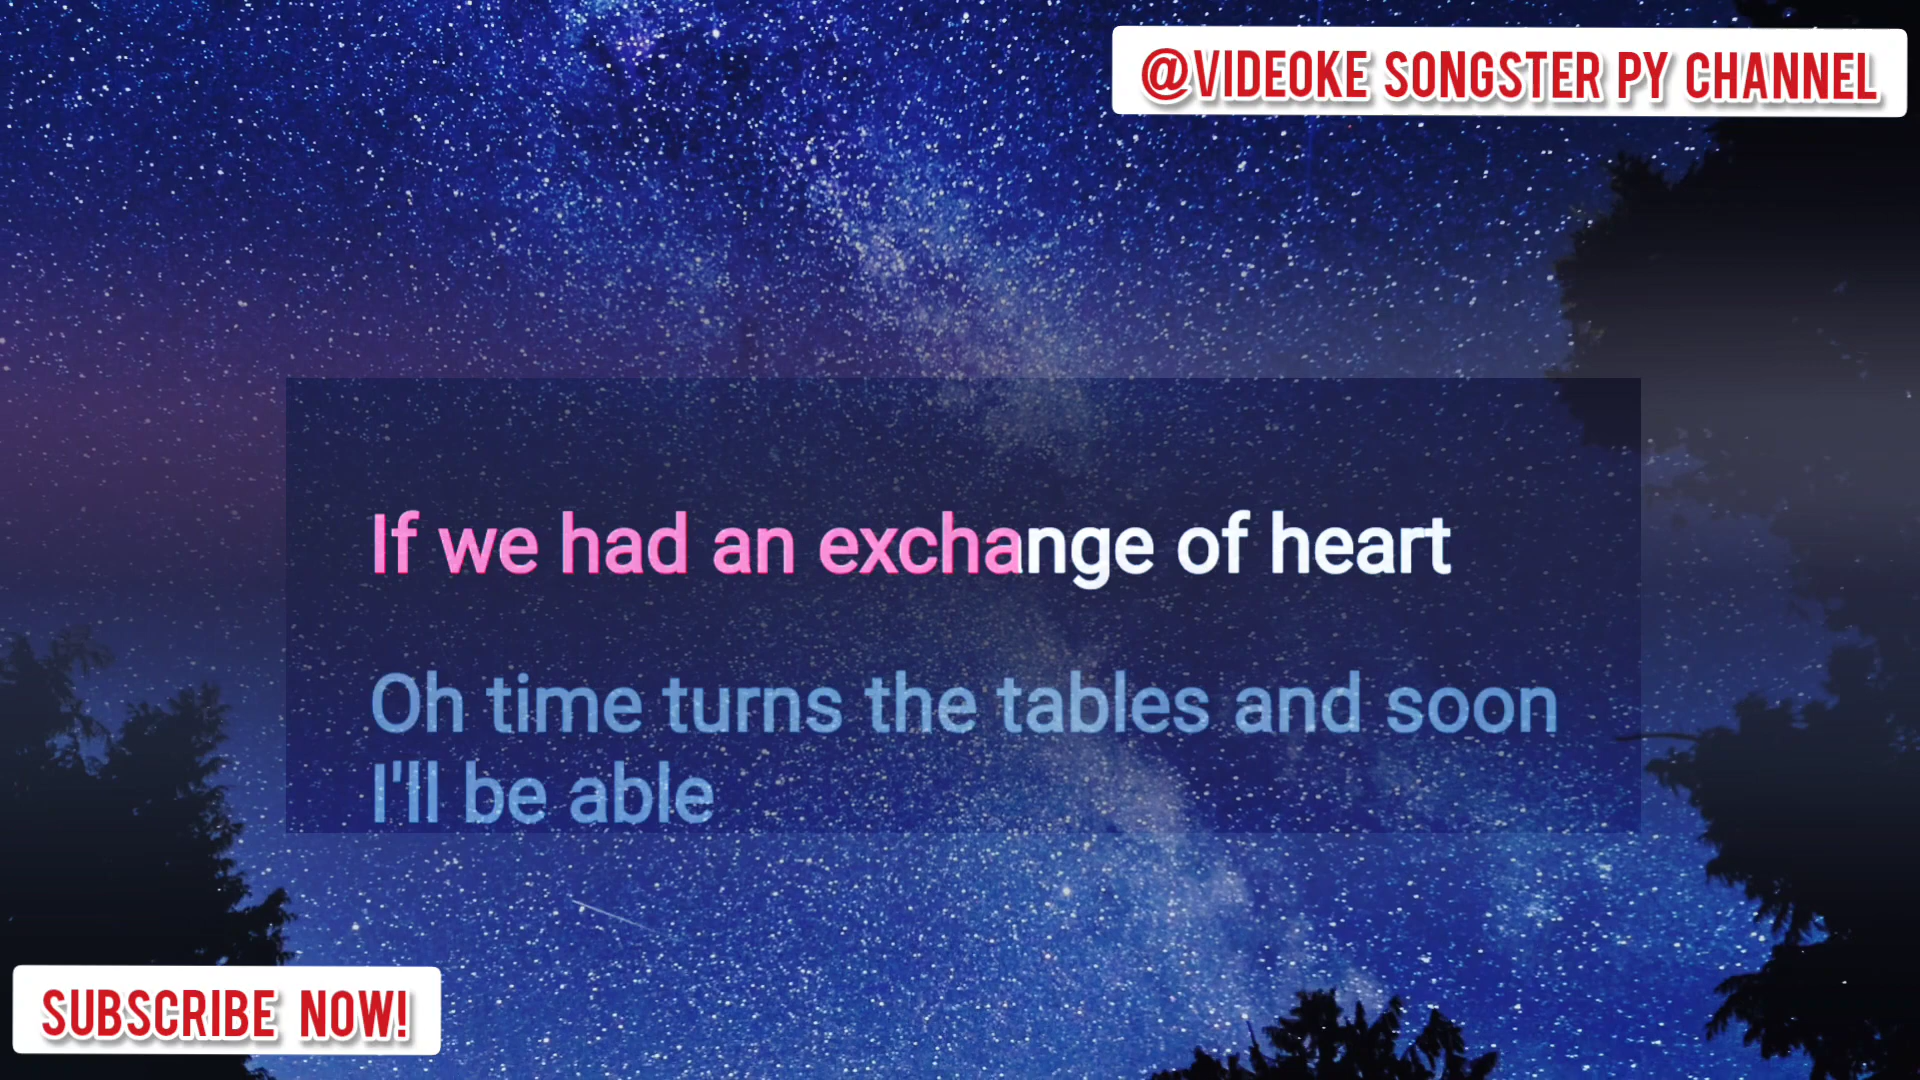 @VIDEOKE SONGSTER PY CHANNEL
If we had an exchange of heart
Oh time turns the tables and soon
I'll be able
SUBSCRIBE NOW!